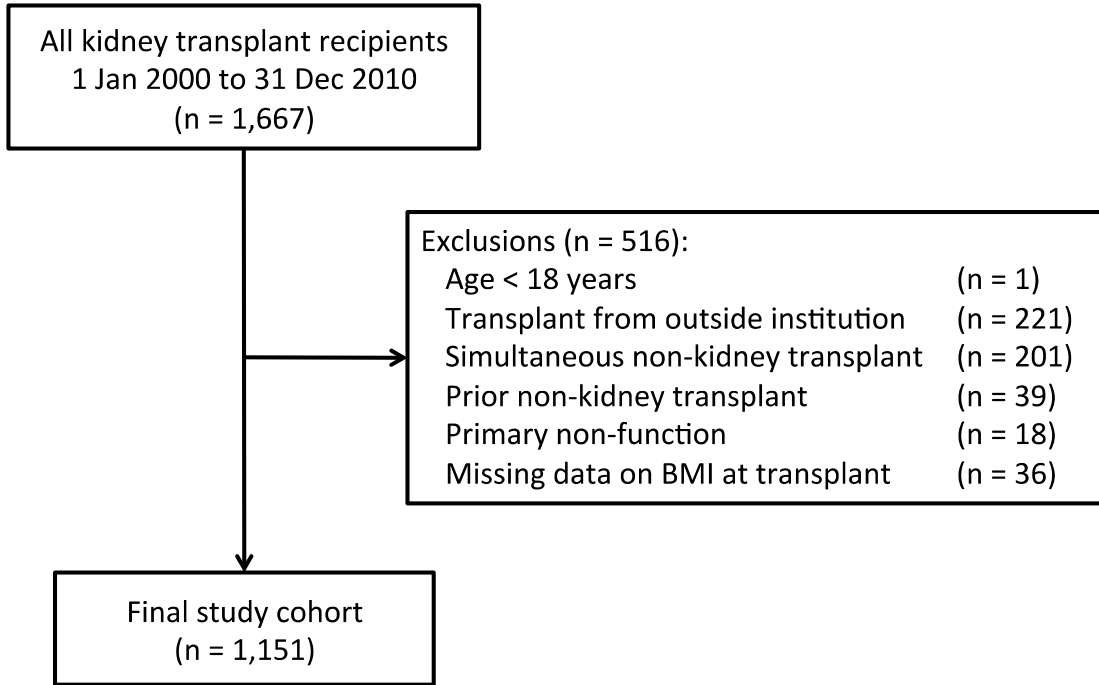 All kidney transplant recipients
1 Jan 2000 to 31 Dec 2010
(n = 1,667)
Exclusions (n = 516):
Age < 18 years (n = 1)
Transplant from outside institution (n = 221)
Simultaneous non-kidney transplant (n = 201)
Prior non-kidney transplant (n = 39)
Primary non-function (n = 18)
Missing data on BMI at transplant (n = 36)
Final study cohort
(n = 1,151)